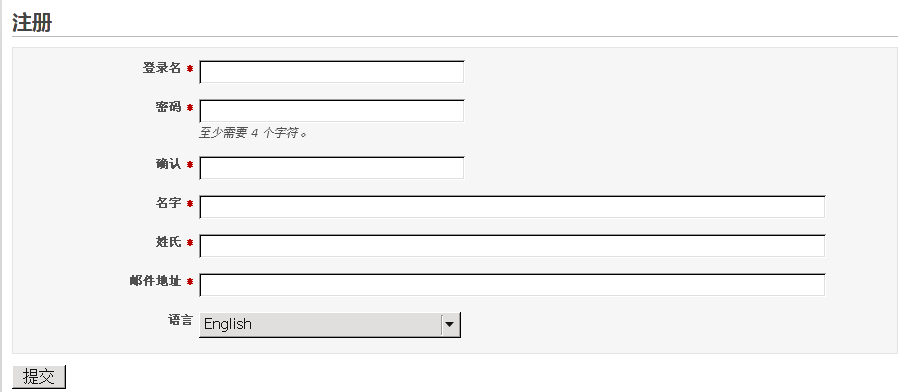 注册
登录名 *
密码 *
至少需要 4 个字符。
确认 *
名字 *
姓氏 *
邮件地址 *
语言 English
提交